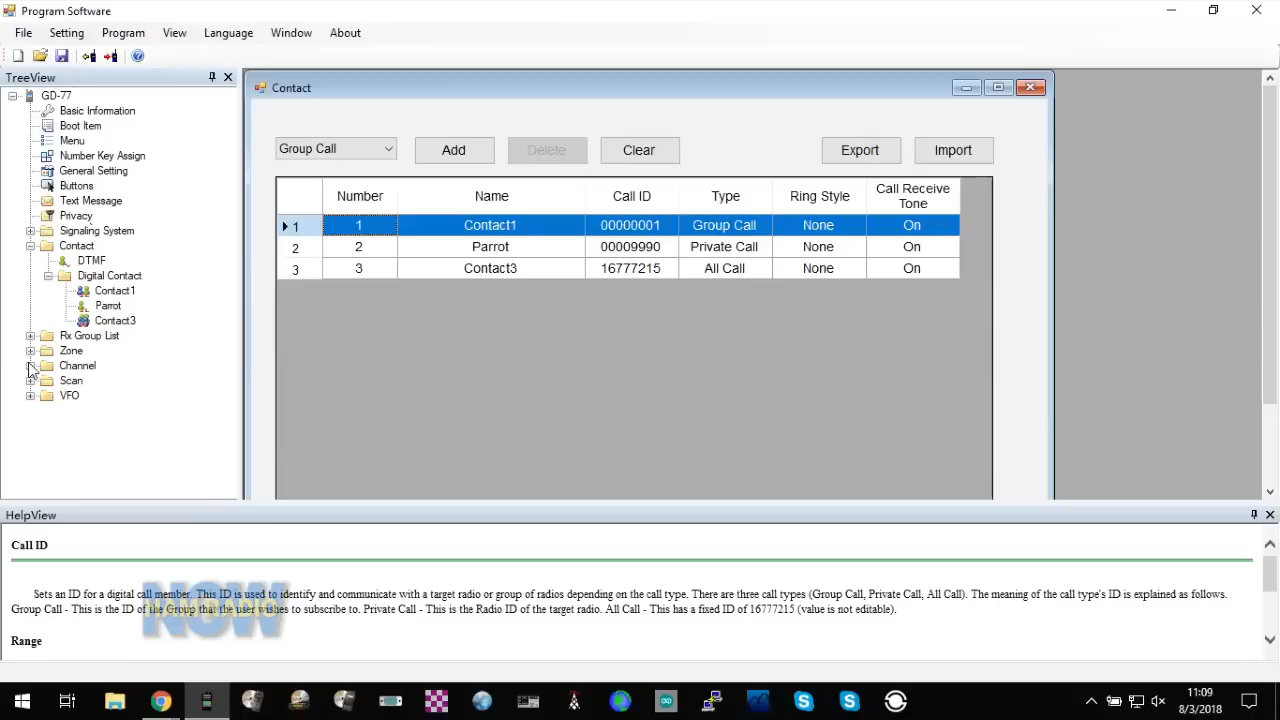 Program Software
File Setting Program View Language Window About
TreeView
GD-77
Basic Information
Boot Item
Menu
Number Key Assign
General Setting
Buttons
Text Message
Privacy
Signaling System
Contact
DTMF
Digital Contact
Contact1
Parrot
Contact3
Rx Group List
Zone
Channel
Scan
VFO
Contact
Group Call Add Delete Clear Export Import
Number Name Call ID Type Ring Style Call Receive Tone
1 1 Contact1 00000001 Group Call None On
2 2 Parrot 00009990 Private Call None On
3 3 Contact3 16777215 All Call None On
HelpView
Call ID
Sets an ID for a digital call member. This ID is used to identify and communicate with a target radio or group of radios depending on the call type. There are three call types (Group Call, Private Call, All Call). The meaning of the call type's ID is explained as follows.
Group Call - This is the ID of the Group that the user wishes to subscribe to. Private Call - This is the Radio ID of the target radio. All Call - This has a fixed ID of 16777215 (value is not editable).
NOW
Range
11:09
8/3/2018